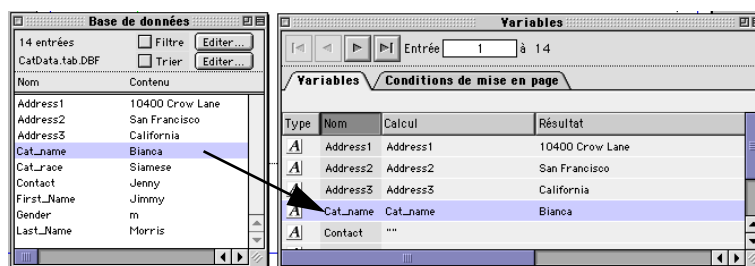 Base de données
14 entrées Filtre Editer...
CatData.tab.DBF Trier Editer...
Nom Contenu
Address1 10400 Crow Lane
Address2 San Francisco
Address3 California
Cat_name Bianca
Cat_race Siamese
Contact Jenny
First_Name Jimmy
Gender m
Last_Name Morris
Variables
Entrée 1 à 14
Variables Conditions de mise en page
Type Nom Calcul Résultat
A Address1 Address1 10400 Crow Lane
A Address2 Address2 San Francisco
A Address3 Address3 California
A Cat_name Cat_name Bianca
A Contact ""